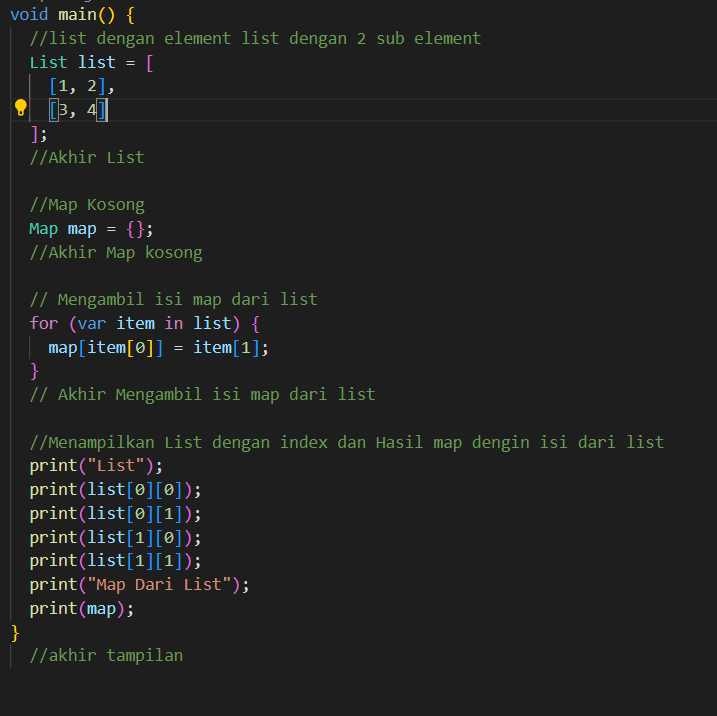 void main() {
//list dengan element list dengan 2 sub element
List list = [
[1, 2],
[3, 4]
];
//Akhir List
//Map Kosong
Map map = {};
//Akhir Map kosong
// Mengambil isi map dari list
for (var item in list) {
map[item[0]] = item[1];
}
// Akhir Mengambil isi map dari list
//Menampilkan List dengan index dan Hasil map dengin isi dari list
print("List");
print(list[0][0]);
print(list[0][1]);
print(list[1][0]);
print(list[1][1]);
print("Map Dari List");
print(map);
}
//akhir tampilan